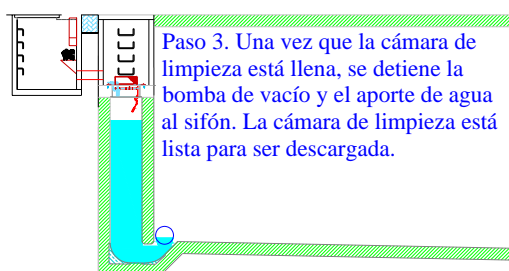 Paso 3. Una vez que la cámara de
limpieza está llena, se detiene la
bomba de vacío y el aporte de agua
al sifón. La cámara de limpieza está
lista para ser descargada.